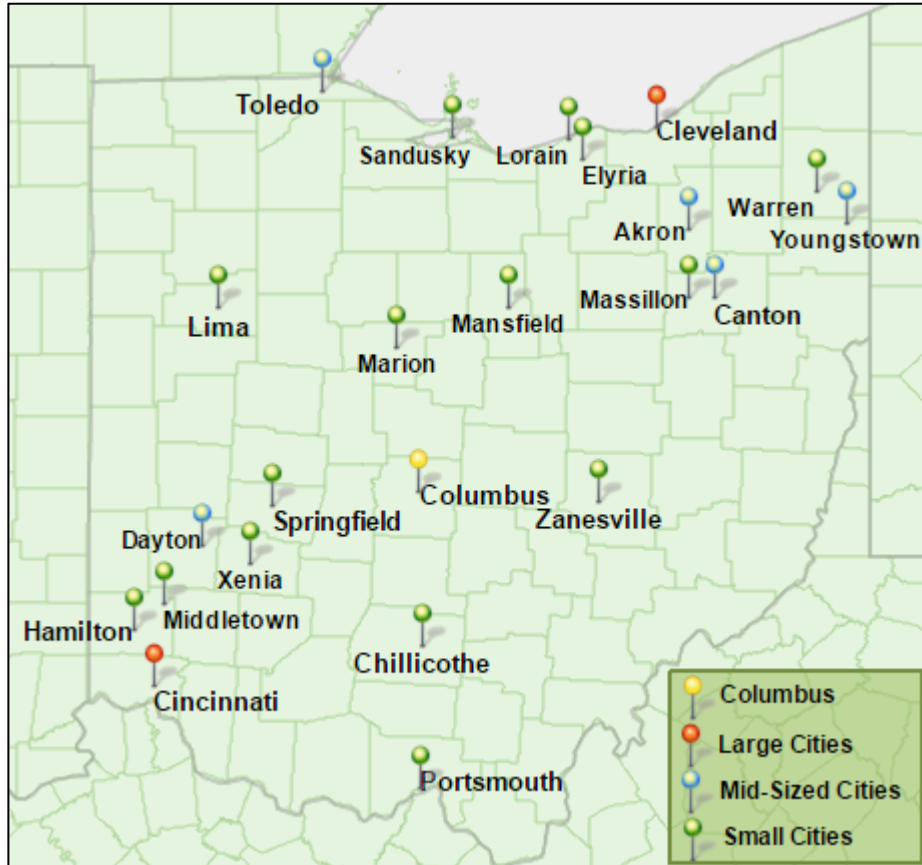 Toledo
Sandusky
Lorain
Cleveland
Elyria
Warren
Akron
Youngstown
Massillon
Canton
Lima
Mansfield
Marion
Columbus
Zanesville
Springfield
Dayton
Xenia
Middletown
Hamilton
Chillicothe
Cincinnati
Portsmouth
Columbus
Large Cities
Mid-Sized Cities
Small Cities